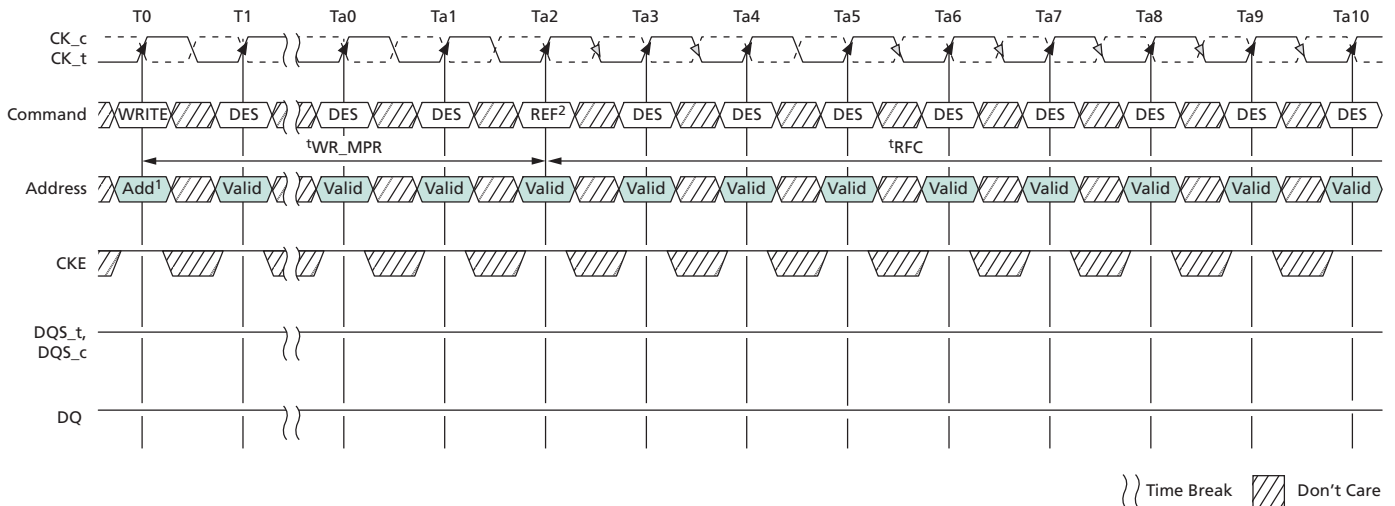 T0 T1 Ta0 Ta1 Ta2 Ta3 Ta4 Ta5 Ta6 Ta7 Ta8 Ta9 Ta10
CK_c
CK_t
Command WRITE DES DES DES REF² DES DES DES DES DES DES DES DES
tWR_MPR tRFC
Address Add¹ Valid Valid Valid Valid Valid Valid Valid Valid Valid Valid Valid Valid
CKE
DQS_t,
DQS_c
DQ
Time Break Don't Care